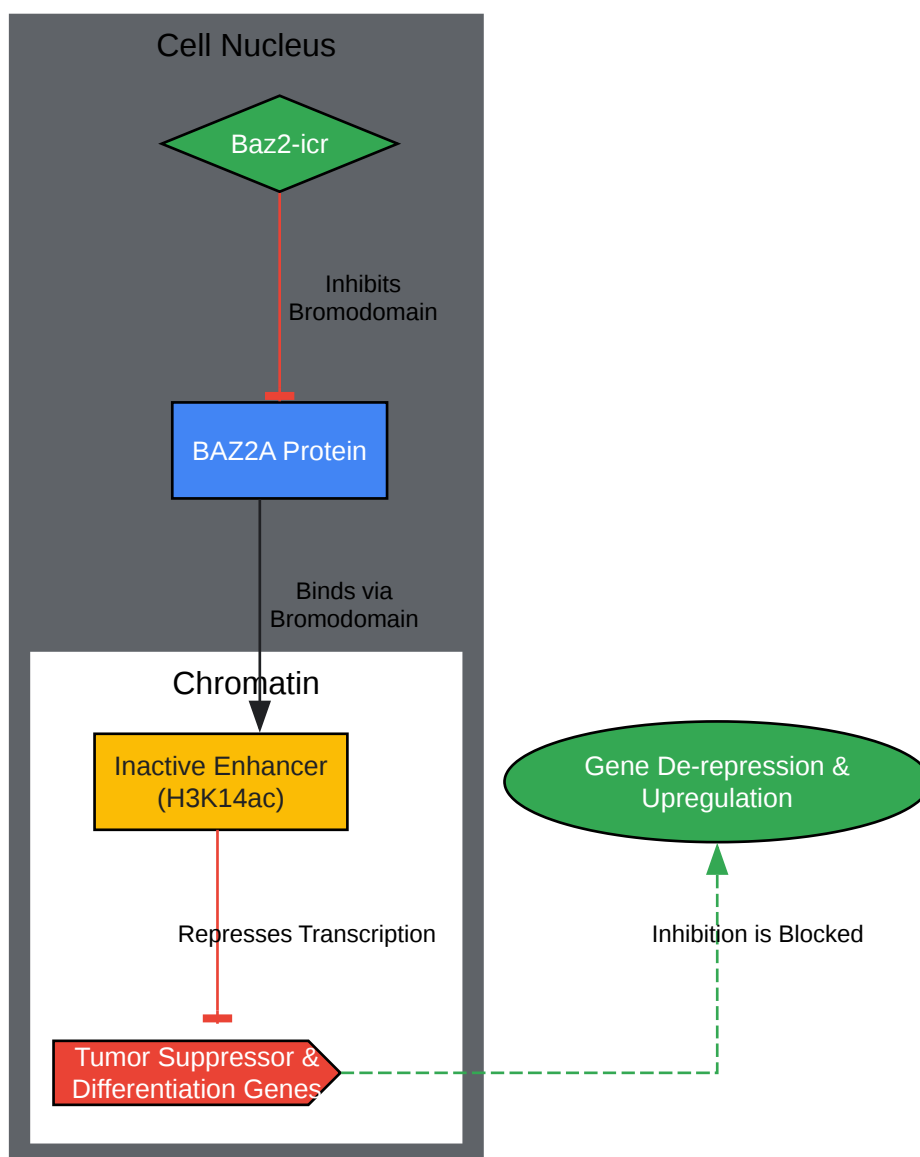 Cell Nucleus
Baz2-icr
Inhibits
Bromodomain
BAZ2A Protein
Binds via
Bromodomain
Chromatin
Inactive Enhancer
(H3K14ac)
Gene De-repression &
Upregulation
Represses Transcription
Inhibition is Blocked
Tumor Suppressor &
Differentiation Genes